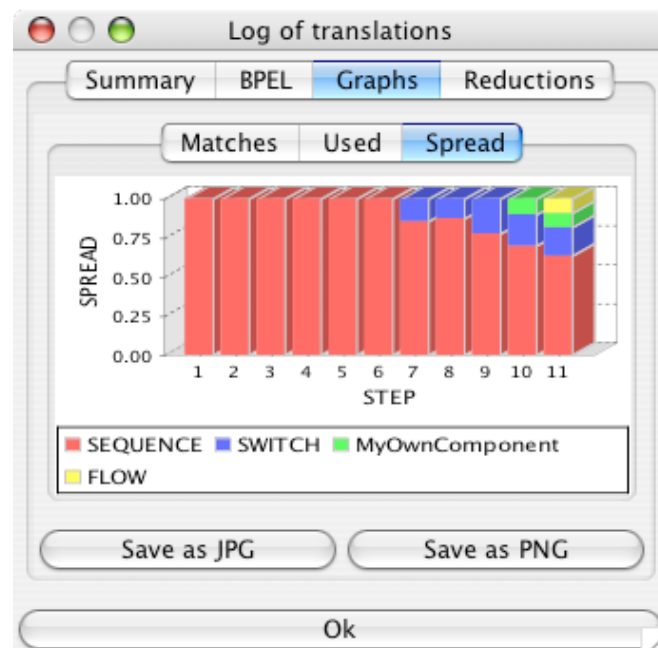 Log of translations
Summary BPEL Graphs Reductions
Matches Used Spread
1.00
0.75
0.50
0.25
0.00
SPREAD
1 2 3 4 5 6 7 8 9 10 11
STEP
SEQUENCE SWITCH MyOwnComponent
FLOW
Save as JPG Save as PNG
Ok